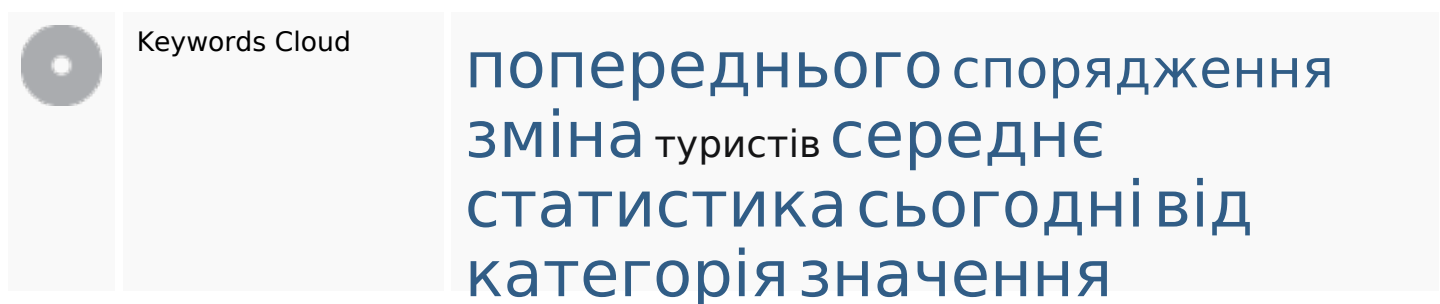 Keywords Cloud
попереднього спорядження
зміна туристів середнє
статистика сьогодні від
категорія значення